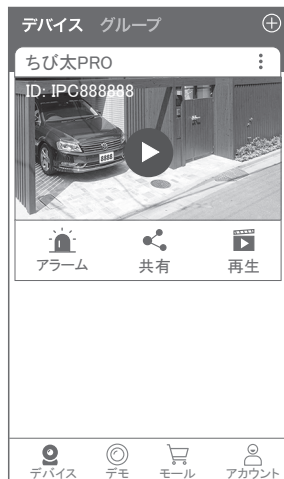 デバイス グループ
ちび太PRO
ID: IPC888888
8888
アラーム 共有 再生
デバイス デモ モール アカウント